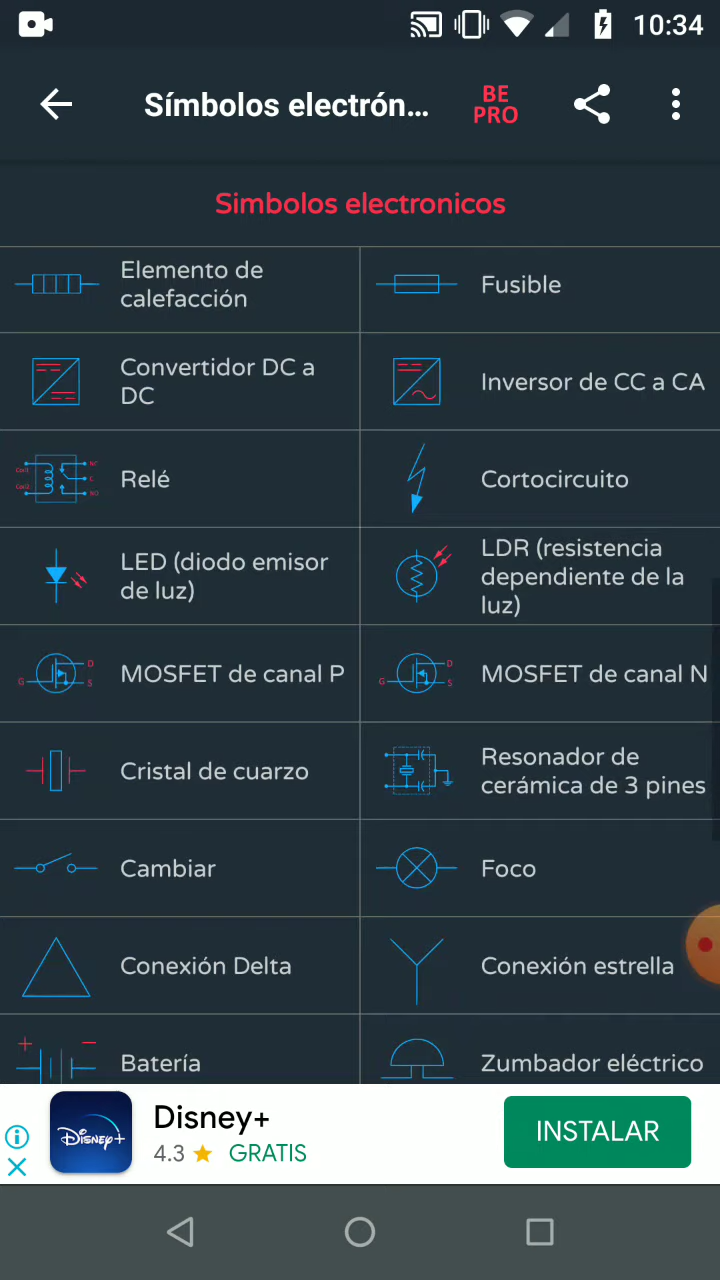 10:34
Símbolos electrón...
BE
PRO
Simbolos electronicos
Elemento de
calefacción
Fusible
Convertidor DC a
DC
Inversor de CC a CA
Relé
Cortocircuito
LED (diodo emisor
de luz)
LDR (resistencia
dependiente de la
luz)
G
D
S
MOSFET de canal P
G
D
S
MOSFET de canal N
Cristal de cuarzo
Resonador de
cerámica de 3 pines
Cambiar
Foco
Conexión Delta
Conexión estrella
+ −
Batería
Zumbador eléctrico
Disney+
Disney+
4.3 ★ GRATIS
INSTALAR